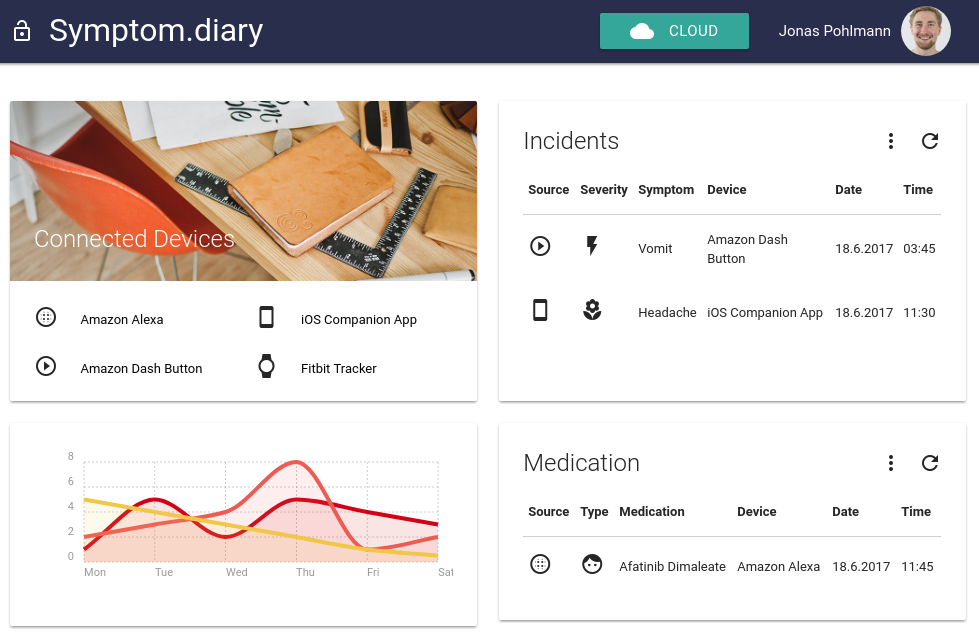 Symptom.diary
CLOUD
Jonas Pohlmann
Connected Devices
Amazon Alexa
iOS Companion App
Amazon Dash Button
Fitbit Tracker
Incidents
Source Severity Symptom Device Date Time
Vomit Amazon Dash Button 18.6.2017 03:45
Headache iOS Companion App 18.6.2017 11:30
8
6
4
2
0
Mon Tue Wed Thu Fri Sat
Medication
Source Type Medication Device Date Time
Afatinib Dimaleate Amazon Alexa 18.6.2017 11:45